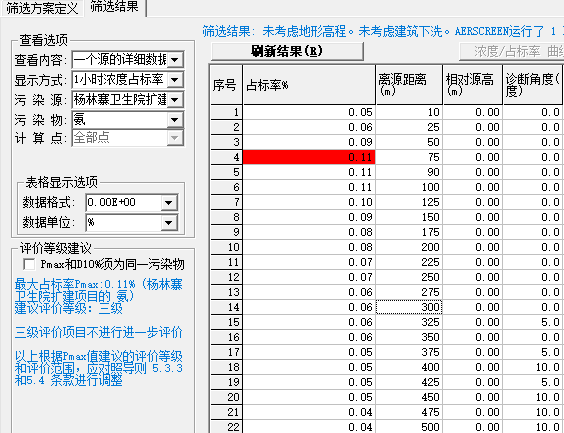 筛选方案定义 筛选结果
筛选结果: 未考虑地形高程。未考虑建筑下洗。AERSCREEN运行了 1
查看选项
查看内容: 一个源的详细数据
显示方式: 1小时浓度占标率
污 染 源: 杨林寨卫生院扩建
污 染 物: 氨
计 算 点: 全部点
表格显示选项
数据格式: 0.00E+00
数据单位: %
评价等级建议
Pmax和D10%须为同一污染物
最大占标率Pmax:0.11% (杨林寨
卫生院扩建项目的 氨)
建议评价等级: 三级
三级评价项目不进行进一步评价
以上根据Pmax值建议的评价等级
和评价范围，应对照导则 5.3.3
和5.4 条款进行调整
刷新结果(R) 浓度/占标率 曲
序号 占标率% 离源距离(m) 相对源高(m) 诊断角度(度)
1 0.05 10 0.00 0.0
2 0.06 25 0.00 0.0
3 0.09 50 0.00 0.0
4 0.11 75 0.00 0.0
5 0.11 90 0.00 0.0
6 0.11 100 0.00 0.0
7 0.10 125 0.00 0.0
8 0.09 150 0.00 0.0
9 0.08 175 0.00 0.0
10 0.08 200 0.00 0.0
11 0.07 225 0.00 0.0
12 0.07 250 0.00 0.0
13 0.06 275 0.00 0.0
14 0.06 300 0.00 0.0
15 0.06 325 0.00 5.0
16 0.06 350 0.00 0.0
17 0.05 375 0.00 5.0
18 0.05 400 0.00 10.0
19 0.05 425 0.00 5.0
20 0.05 450 0.00 10.0
21 0.04 475 0.00 10.0
22 0.04 500 0.00 10.0